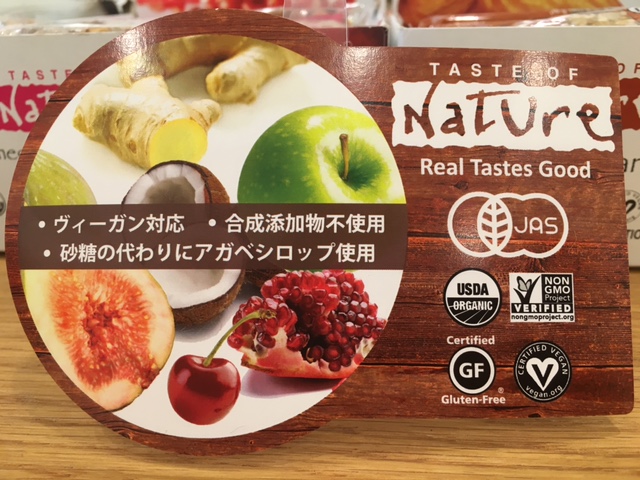 TASTE OF
Nature
Real Tastes Good
• ヴィーガン対応 • 合成添加物不使用
• 砂糖の代わりにアガベシロップ使用
JAS
USDA
ORGANIC
NON
GMO
Project
VERIFIED
nongmoproject.org
Certified
GF
®
Gluten-Free
CERTIFIED VEGAN
V
vegan.org
TASTE
Na